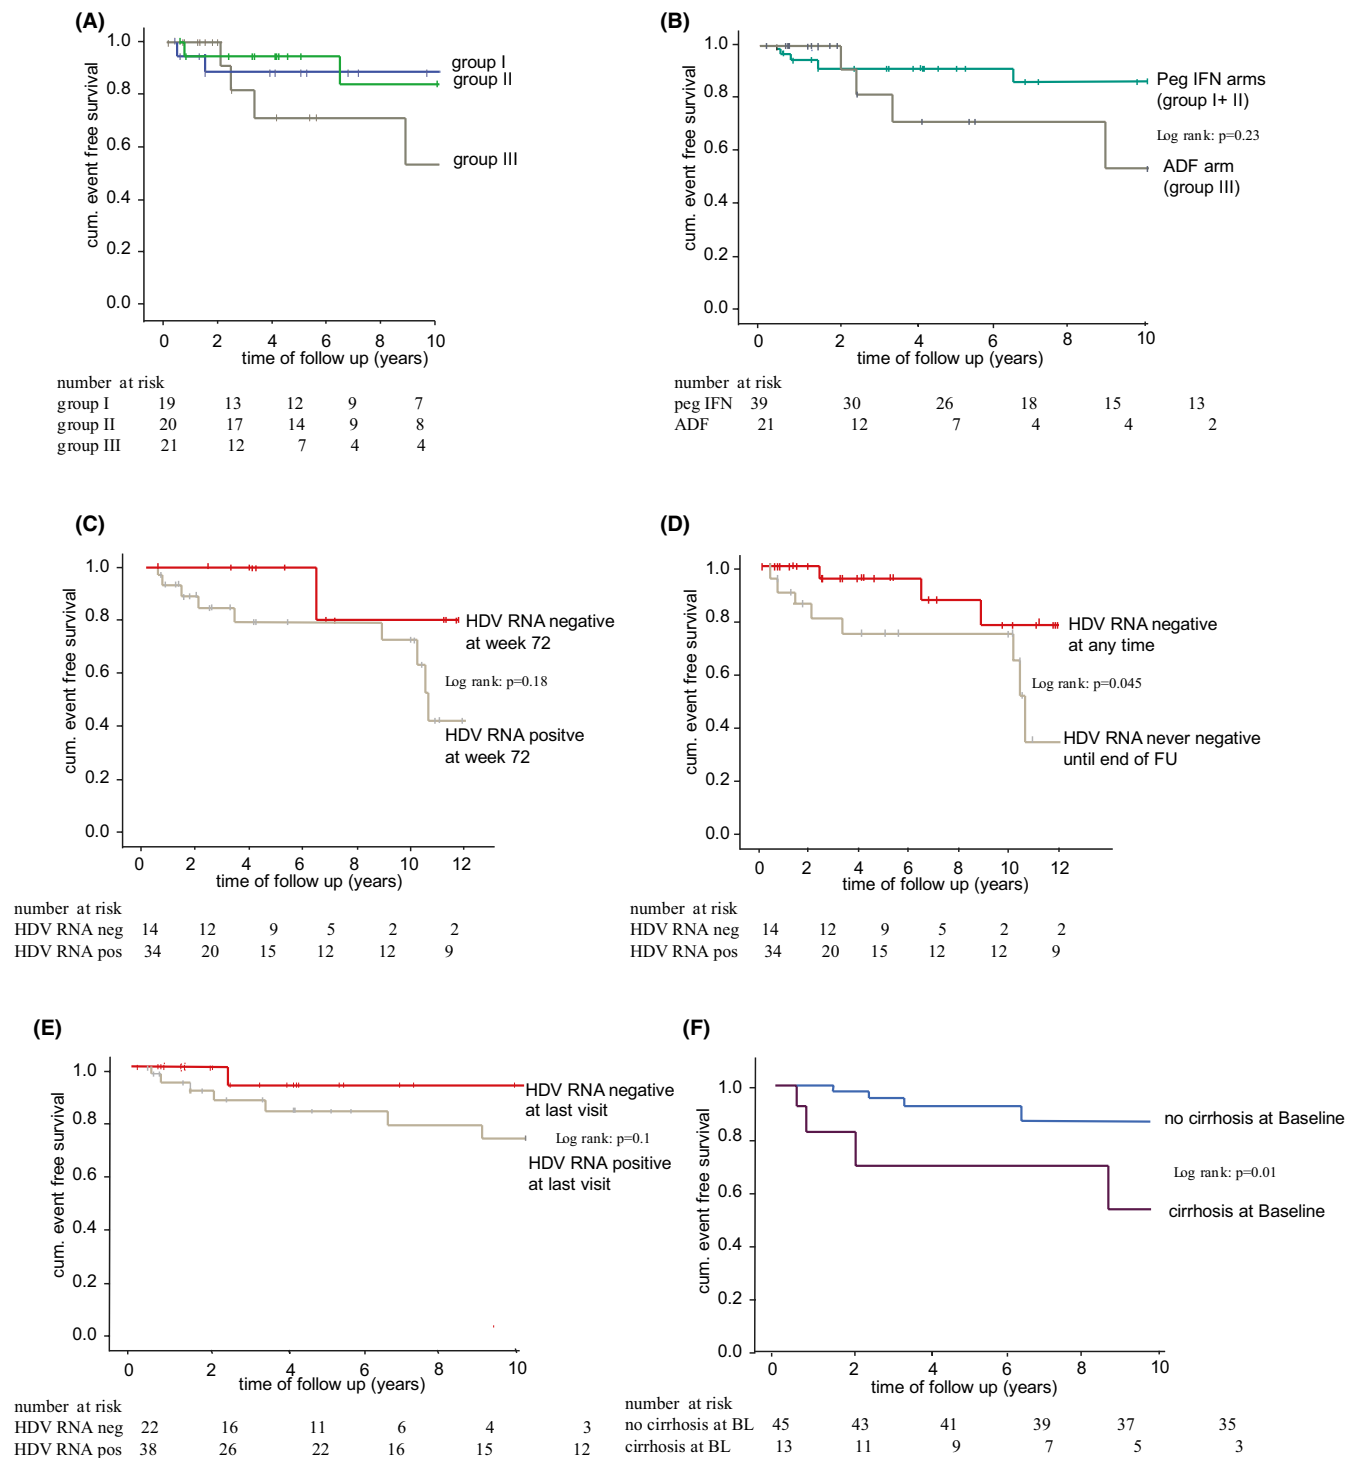 (A)
cum. event free survival
1.0
0.8
0.6
0.4
0.2
0.0
group I
group II
group III
0 2 4 6 8 10
time of follow up (years)
number at risk
group I 19 13 12 9 7
group II 20 17 14 9 8
group III 21 12 7 4 4
(B)
cum. event free survival
1.0
0.8
0.6
0.4
0.2
0.0
Peg IFN arms
(group I+ II)
Log rank: p=0.23
ADF arm
(group III)
0 2 4 6 8 10
time of follow up (years)
number at risk
peg IFN 39 30 26 18 15 13
ADF 21 12 7 4 4 2
(C)
cum. event free survival
1.0
0.8
0.6
0.4
0.2
0.0
HDV RNA negative
at week 72
Log rank: p=0.18
HDV RNA positve
at week 72
0 2 4 6 8 10 12
time of follow up (years)
number at risk
HDV RNA neg 14 12 9 5 2 2
HDV RNA pos 34 20 15 12 12 9
(D)
cum. event free survival
1.0
0.8
0.6
0.4
0.2
0.0
HDV RNA negative
at any time
Log rank: p=0.045
HDV RNA never negative
until end of FU
0 2 4 6 8 10 12
time of follow up (years)
number at risk
HDV RNA neg 14 12 9 5 2 2
HDV RNA pos 34 20 15 12 12 9
(E)
cum. event free survival
1.0
0.8
0.6
0.4
0.2
0.0
HDV RNA negative
at last visit
Log rank: p=0.1
HDV RNA positive
at last visit
0 2 4 6 8 10
time of follow up (years)
number at risk
HDV RNA neg 22 16 11 6 4 3
HDV RNA pos 38 26 22 16 15 12
(F)
cum. event free survival
1.0
0.8
0.6
0.4
0.2
0.0
no cirrhosis at Baseline
Log rank: p=0.01
cirrhosis at Baseline
0 2 4 6 8 10
time of follow up (years)
number at risk
no cirrhosis at BL 45 43 41 39 37 35
cirrhosis at BL 13 11 9 7 5 3